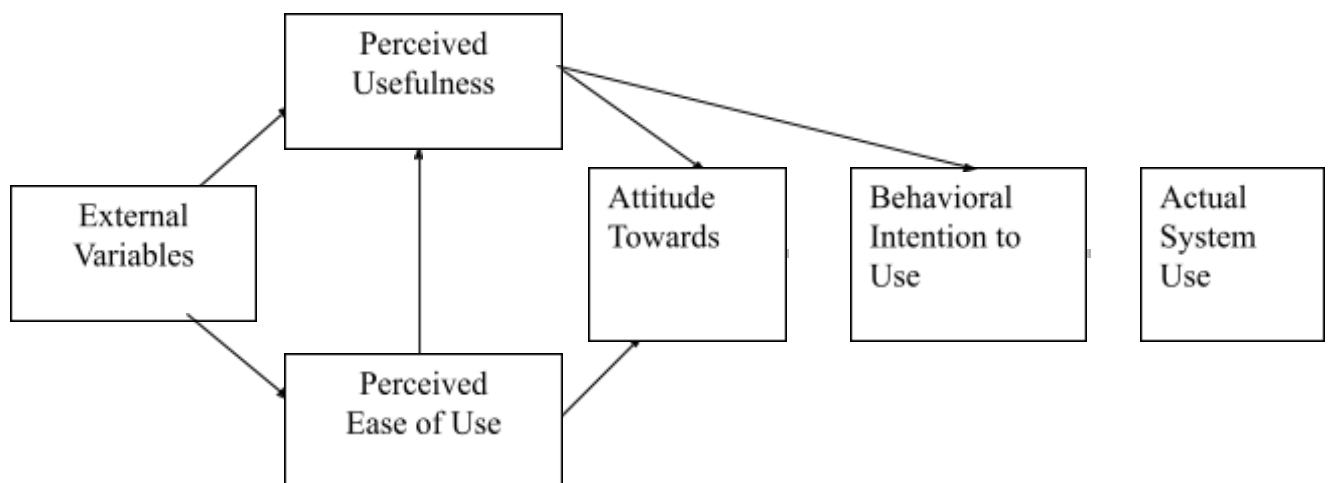 Perceived
Usefulness
External
Variables
Attitude
Towards
Behavioral
Intention to
Use
Actual
System
Use
Perceived
Ease of Use